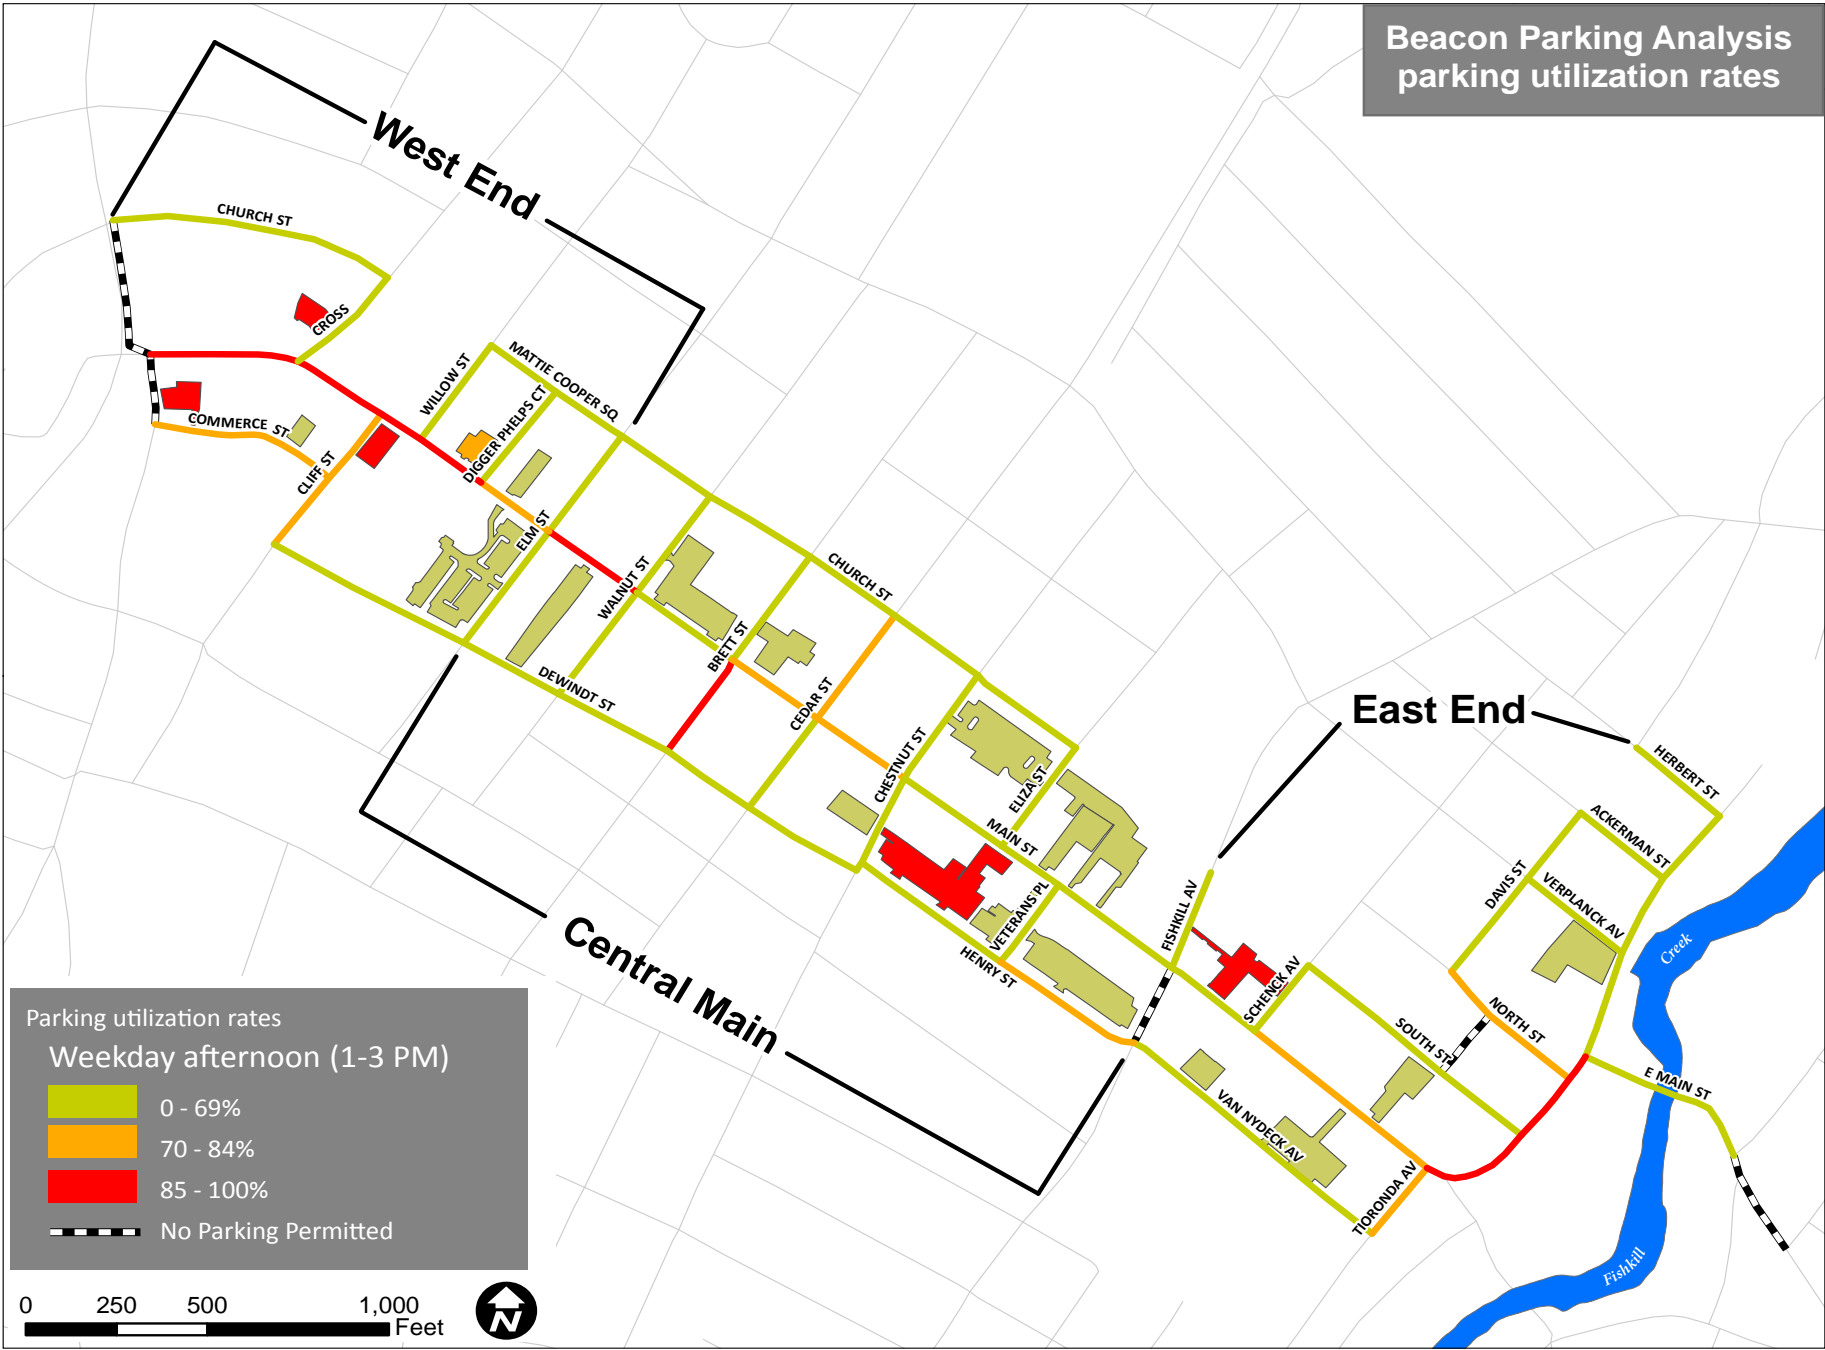 Beacon Parking Analysis
parking utilization rates
West End
CHURCH ST
CROSS
WILLOW ST
MATTIE COOPER SQ
DIGGER PHELPS CT
COMMERCE ST
CLIFF ST
ELM ST
WALNUT ST
CHURCH ST
BRETT ST
DEWINDT ST
CEDAR ST
CHESTNUT ST
ELIZA ST
MAIN ST
VETERANS PL
HENRY ST
FISHKILL AV
East End
HERBERT ST
ACKERMAN ST
DAVIS ST
VERPLANCK AV
Creek
SCHENCK AV
SOUTH ST
NORTH ST
E MAIN ST
VAN NYDECK AV
TIORONDA AV
Fishkill
Central Main
Parking utilization rates
Weekday afternoon (1-3 PM)
0 - 69%
70 - 84%
85 - 100%
No Parking Permitted
0 250 500 1,000
Feet
N